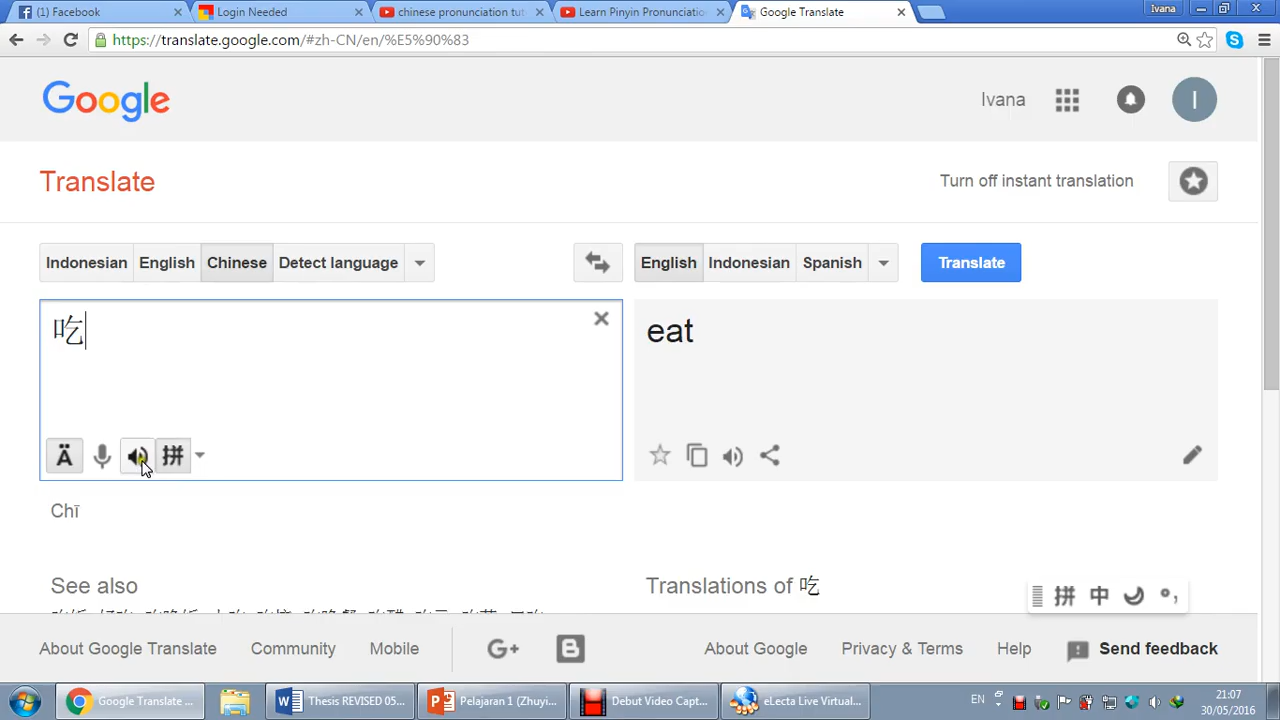 Facebook
Login Needed
chinese pronunciation tut
Learn Pinyin Pronunciatio
Google Translate
Ivana
https://translate.google.com/#zh-CN/en/%E5%90%83
Google
Ivana
I
Translate
Turn off instant translation
Indonesian English Chinese Detect language
English Indonesian Spanish
Translate
吃
eat
Ä
拼
Chī
See also
Translations of 吃
拼 中
About Google Translate Community Mobile
G+
About Google Privacy & Terms Help Send feedback
Google Translate ...
Thesis REVISED 05...
Pelajaran 1 (Zhuyi...
Debut Video Capt...
eLecta Live Virtual...
EN
21:07
30/05/2016